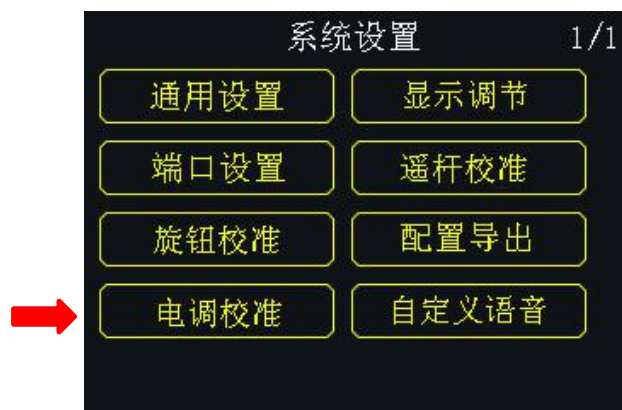 系统设置 1/1
通用设置 显示调节
端口设置 遥杆校准
旋钮校准 配置导出
电调校准 自定义语音